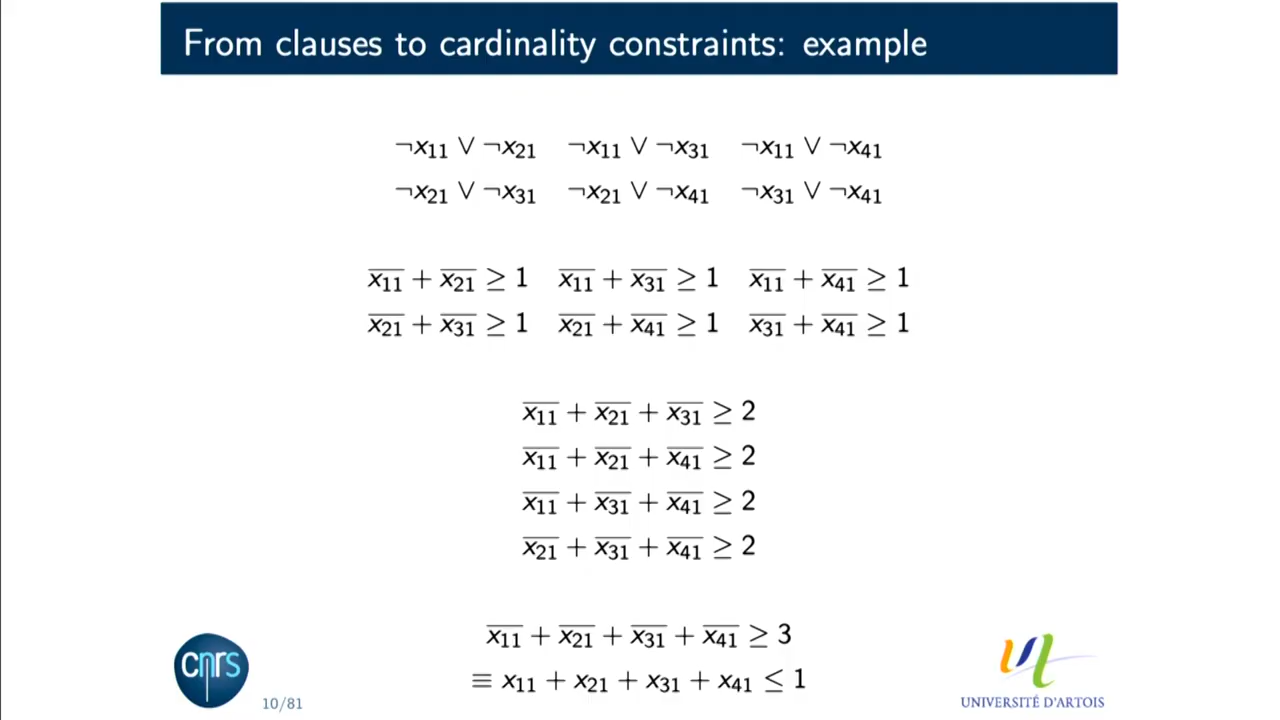 From clauses to cardinality constraints: example
¬x₁₁ ∨ ¬x₂₁ ¬x₁₁ ∨ ¬x₃₁ ¬x₁₁ ∨ ¬x₄₁
¬x₂₁ ∨ ¬x₃₁ ¬x₂₁ ∨ ¬x₄₁ ¬x₃₁ ∨ ¬x₄₁
x̅₁₁ + x̅₂₁ ≥ 1 x̅₁₁ + x̅₃₁ ≥ 1 x̅₁₁ + x̅₄₁ ≥ 1
x̅₂₁ + x̅₃₁ ≥ 1 x̅₂₁ + x̅₄₁ ≥ 1 x̅₃₁ + x̅₄₁ ≥ 1
x̅₁₁ + x̅₂₁ + x̅₃₁ ≥ 2
x̅₁₁ + x̅₂₁ + x̅₄₁ ≥ 2
x̅₁₁ + x̅₃₁ + x̅₄₁ ≥ 2
x̅₂₁ + x̅₃₁ + x̅₄₁ ≥ 2
x̅₁₁ + x̅₂₁ + x̅₃₁ + x̅₄₁ ≥ 3
≡ x₁₁ + x₂₁ + x₃₁ + x₄₁ ≤ 1
cnrs
10/81
UNIVERSITÉ D'ARTOIS